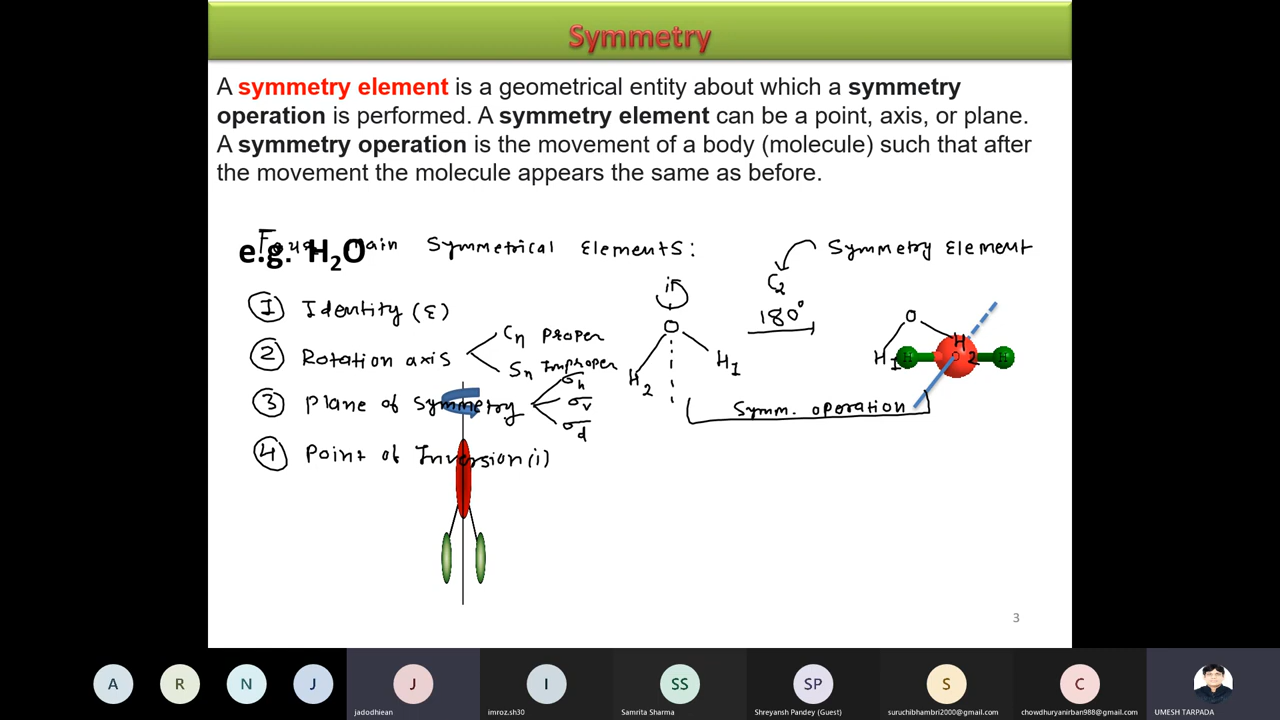 Symmetry
A symmetry element is a geometrical entity about which a symmetry
operation is performed. A symmetry element can be a point, axis, or plane.
A symmetry operation is the movement of a body (molecule) such that after
the movement the molecule appears the same as before.
Four main Symmetrical Elements:
e.g. H2O
Symmetry Element
C2
180°
① Identity (E)
② Rotation axis
Cn Proper
Sn Improper
③ Plane of Symmetry
σh
σv
σd
④ Point of Inversion (i)
O
H2 H1
O
H1 H2
Symm. operation
3
A R N J J I SS SP S C
jadodhiean imroz.sh30 Samrita Sharma Shreyansh Pandey (Guest) suruchibhambri2000@gmail.com chowdhuryanirban988@gmail.com UMESH TARPADA